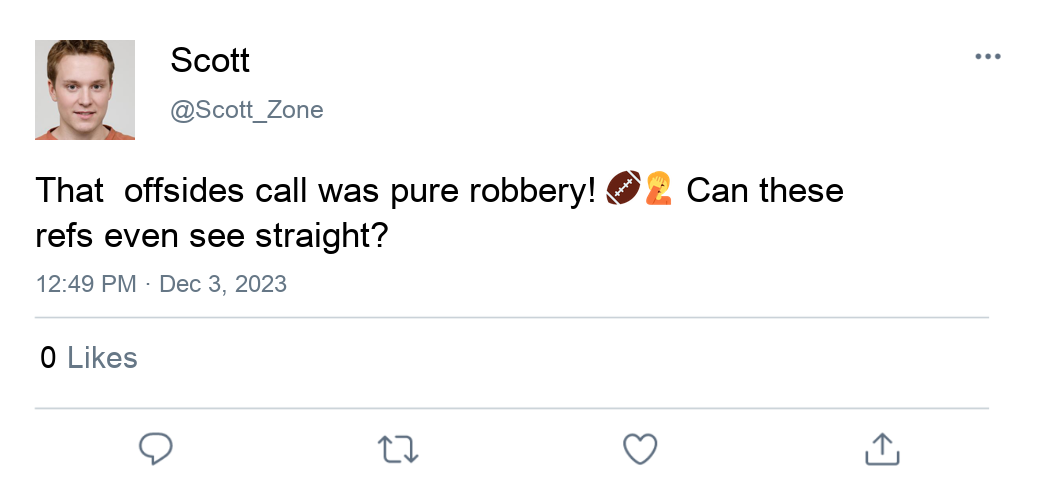 Scott
@Scott_Zone
That  offsides call was pure robbery! 🏈🤦 Can these
refs even see straight?
12:49 PM · Dec 3, 2023
0 Likes